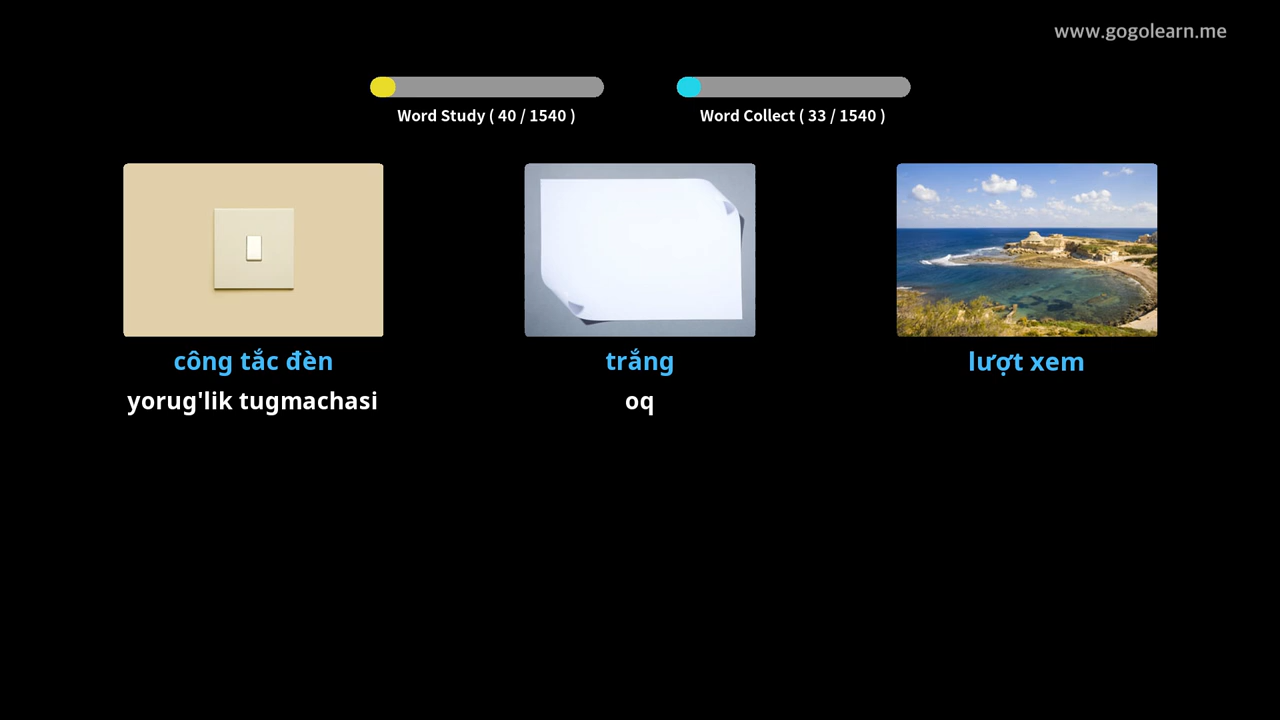 www.gogolearn.me
Word Study ( 40 / 1540 )
Word Collect ( 33 / 1540 )
công tắc đèn
trắng
lượt xem
yorug'lik tugmachasi
oq